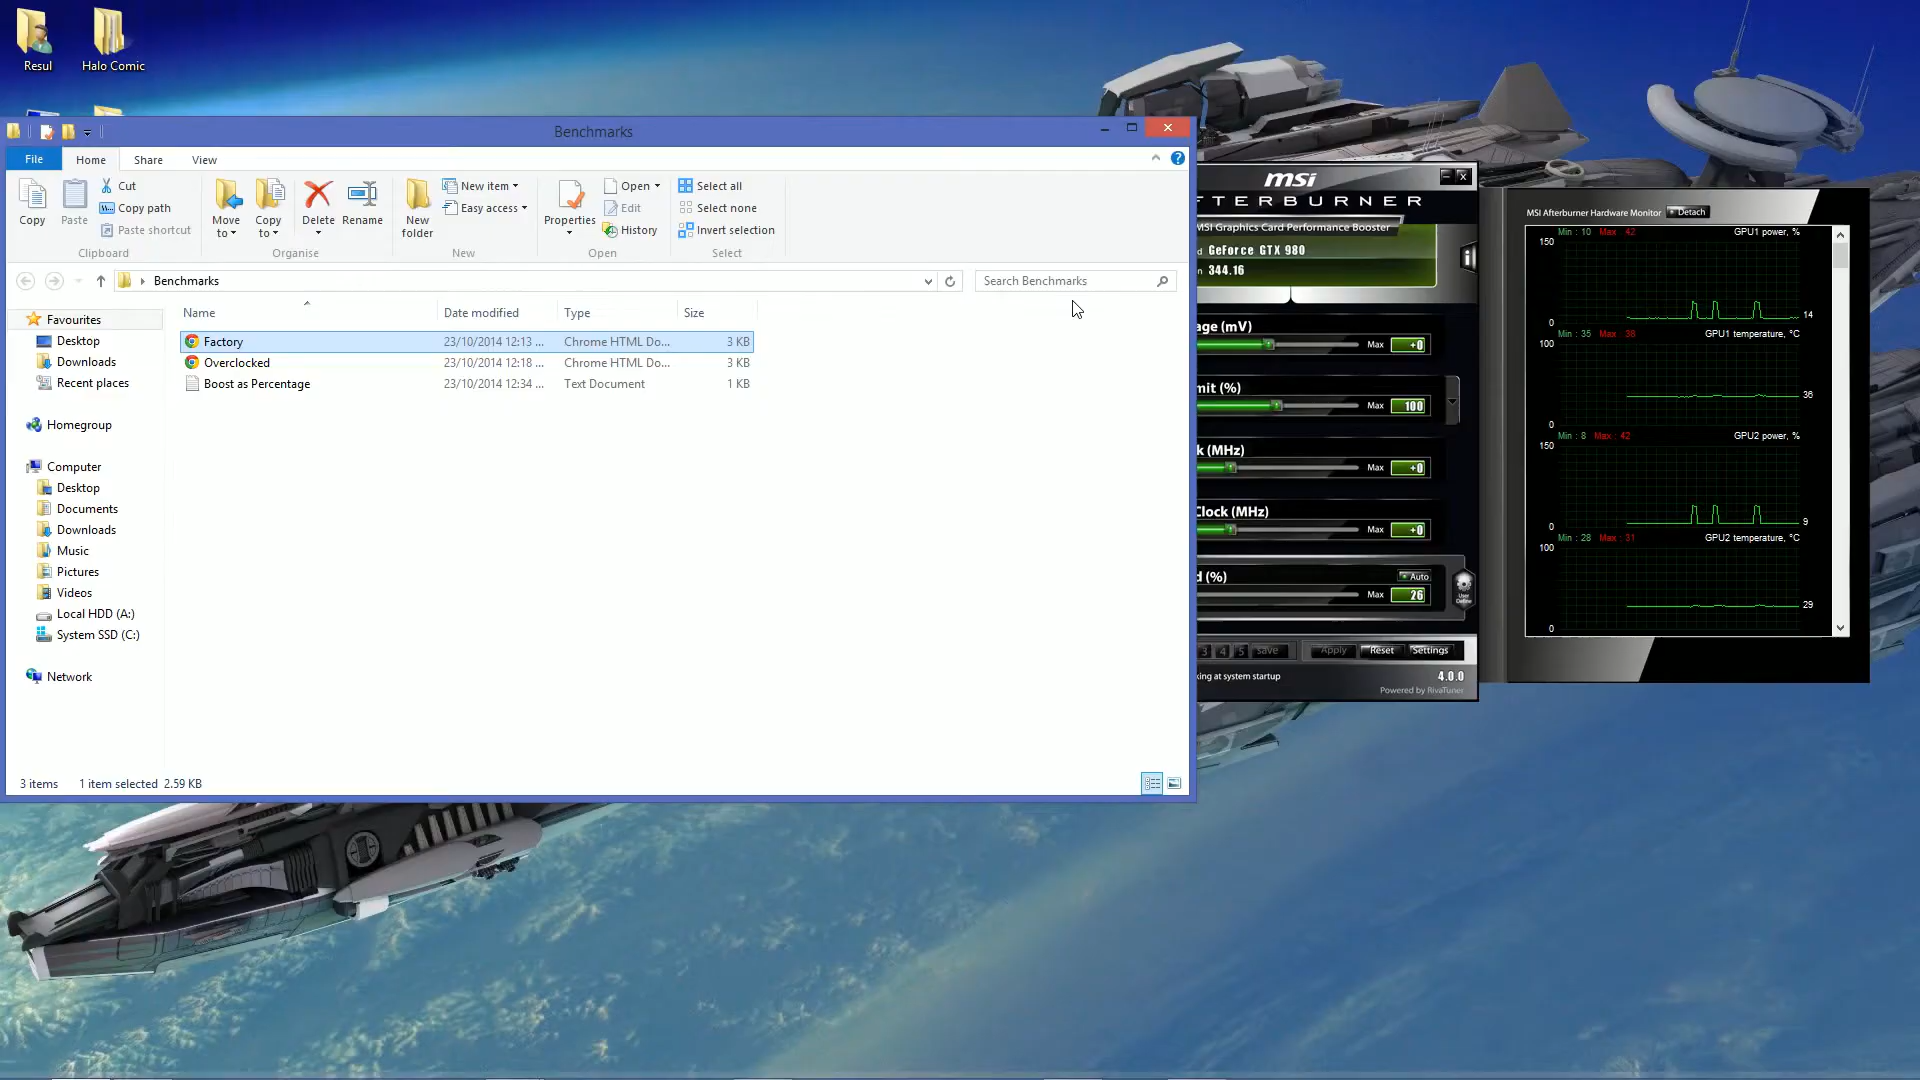 Resul
Halo Comic
Benchmarks
File
Home
Share
View
Copy
Paste
Cut
Copy path
Paste shortcut
Clipboard
Move to
Copy to
Delete
Rename
Organise
New folder
New item
Easy access
New
Properties
Open
Edit
History
Open
Select all
Select none
Invert selection
Select
Benchmarks
Search Benchmarks
Name
Date modified
Type
Size
Factory 23/10/2014 12:13 ... Chrome HTML Do... 3 KB
Overclocked 23/10/2014 12:18 ... Chrome HTML Do... 3 KB
Boost as Percentage 23/10/2014 12:34 ... Text Document 1 KB
Favourites
Desktop
Downloads
Recent places
Homegroup
Computer
Desktop
Documents
Downloads
Music
Pictures
Videos
Local HDD (A:)
System SSD (C:)
Network
3 items 1 item selected 2.59 KB
msi
FTERBURNER
MSI Graphics Card Performance Booster
d GeForce GTX 980
n 344.16
age (mV)
Max +0
mit (%)
Max 100
k (MHz)
Max +0
Clock (MHz)
Max +0
d (%)
Auto
Max 26
User Define
3 4 5 save
Apply Reset Settings
king at system startup
4.0.0
Powered by RivaTuner
MSI Afterburner Hardware Monitor Detach
Min : 10 Max : 42 GPU1 power, %
150
14
0
Min : 35 Max : 38 GPU1 temperature, °C
100
36
0
Min : 8 Max : 42 GPU2 power, %
150
9
0
Min : 28 Max : 31 GPU2 temperature, °C
100
29
0